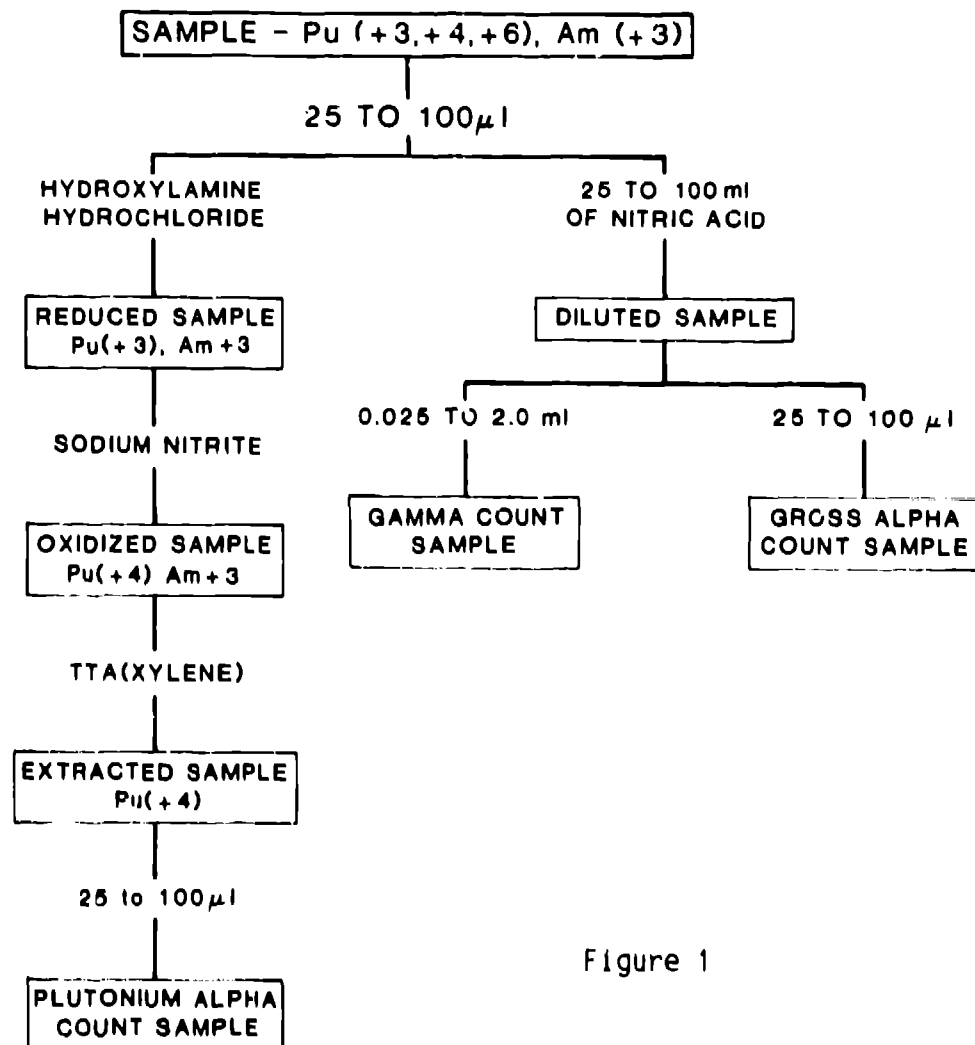 SAMPLE - Pu (+3,+4,+6), Am (+3)
25 TO 100μl
HYDROXYLAMINE
HYDROCHLORIDE
REDUCED SAMPLE
Pu(+3), Am+3
SODIUM NITRITE
OXIDIZED SAMPLE
Pu(+4) Am+3
TTA(XYLENE)
EXTRACTED SAMPLE
Pu(+4)
25 to 100μl
PLUTONIUM ALPHA
COUNT SAMPLE
25 TO 100ml
OF NITRIC ACID
DILUTED SAMPLE
0.025 TO 2.0 ml
GAMMA COUNT
SAMPLE
25 TO 100 μl
GROSS ALPHA
COUNT SAMPLE
Figure 1